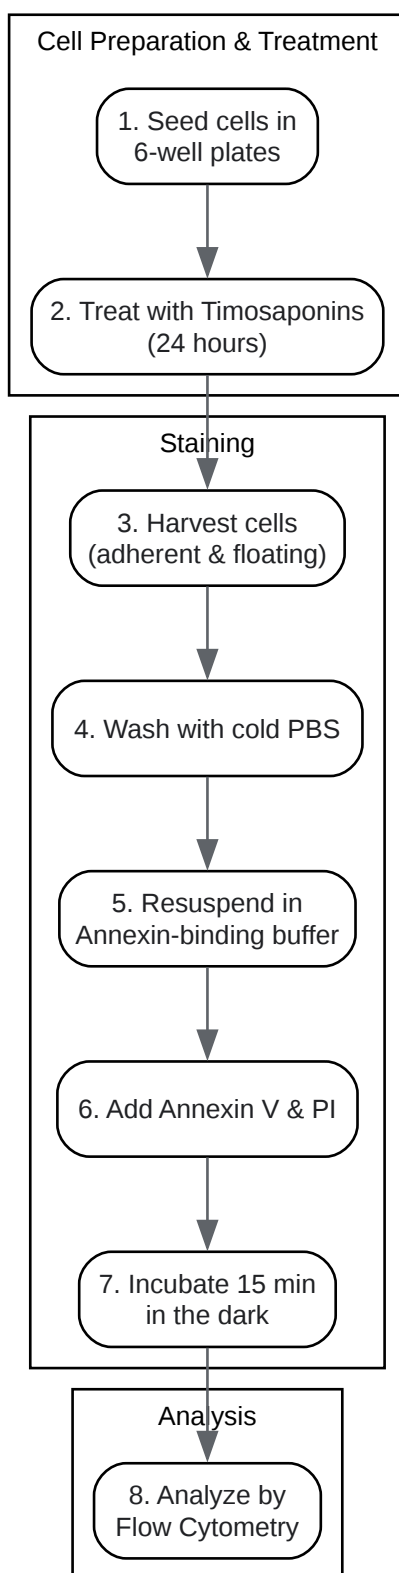 Cell Preparation & Treatment
1. Seed cells in
6-well plates
2. Treat with Timosaponins
(24 hours)
Staining
3. Harvest cells
(adherent & floating)
4. Wash with cold PBS
5. Resuspend in
Annexin-binding buffer
6. Add Annexin V & PI
7. Incubate 15 min
in the dark
Analysis
8. Analyze by
Flow Cytometry